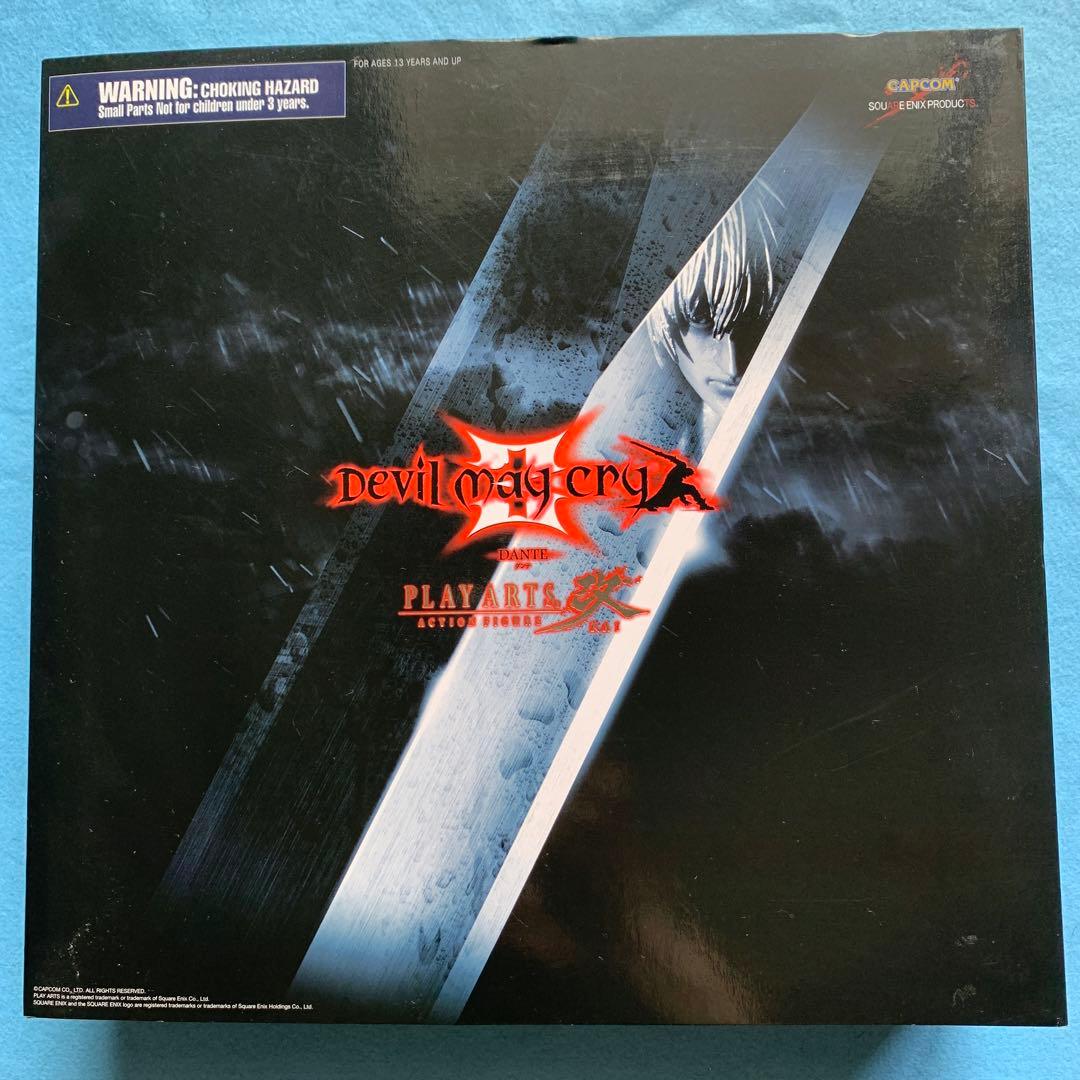 WARNING: CHOKING HAZARD
Small Parts Not for children under 3 years.
FOR AGES 13 YEARS AND UP
CAPCOM®
SQUARE ENIX PRODUCTS.
Devil may cry
DANTE
ダンテ
PLAY ARTS 改
ACTION FIGURE KAI
©CAPCOM CO., LTD. ALL RIGHTS RESERVED.
PLAY ARTS is a registered trademark or trademark of Square Enix Co., Ltd.
SQUARE ENIX and the SQUARE ENIX logo are registered trademarks or trademarks of Square Enix Holdings Co., Ltd.